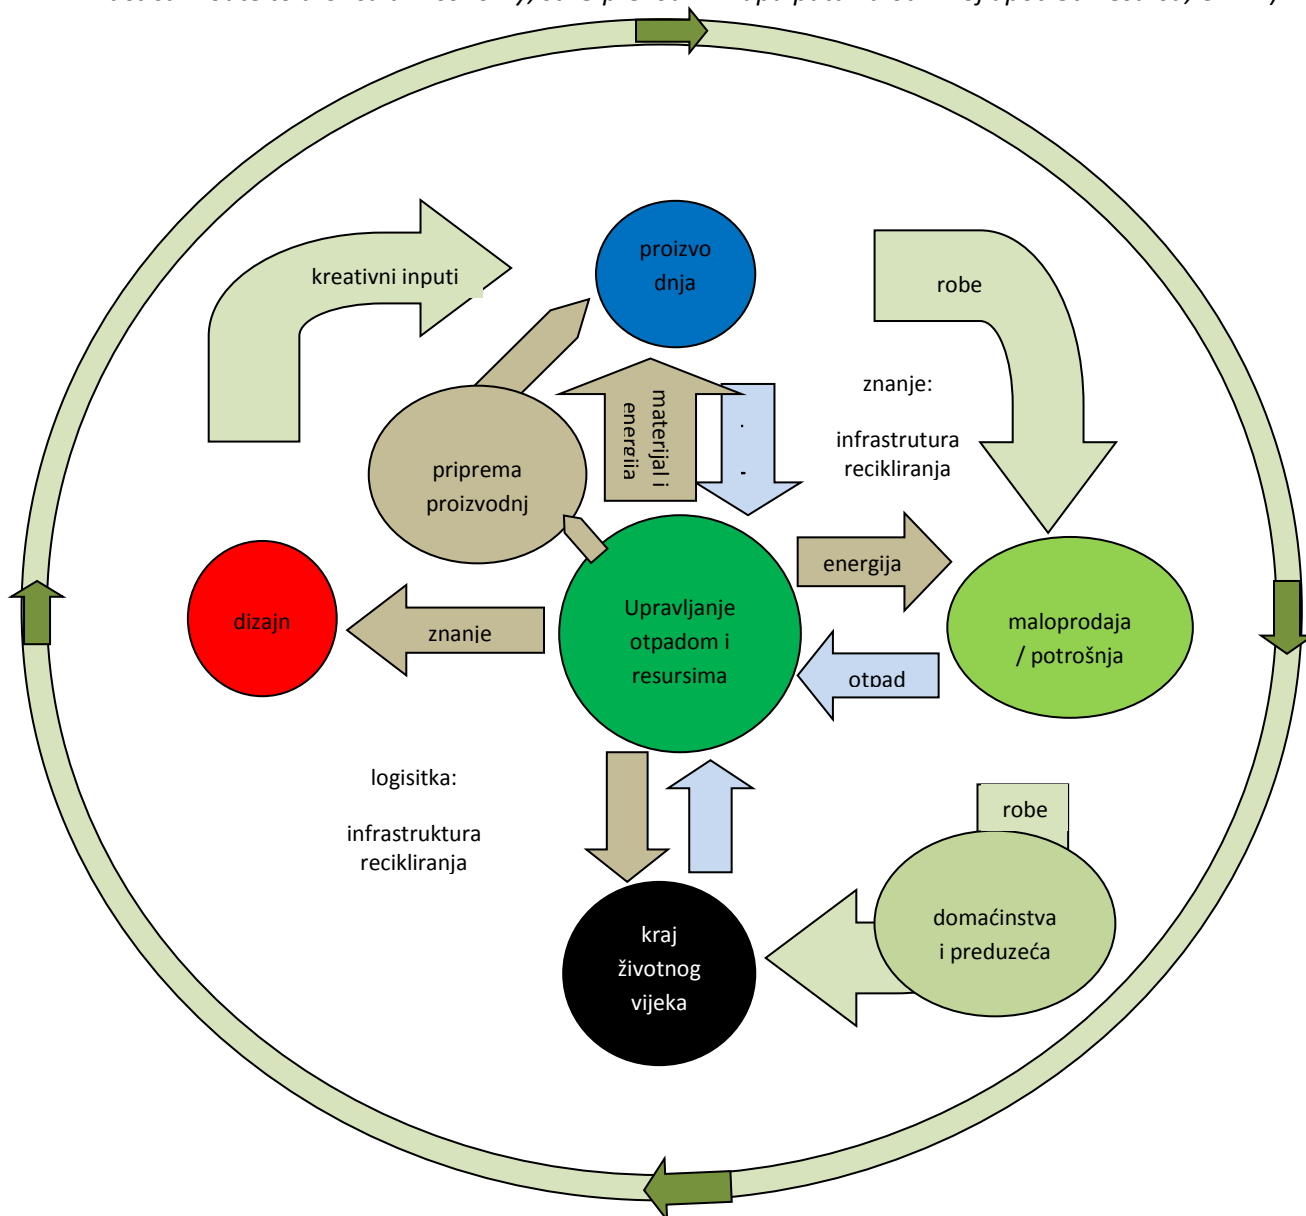 proizvo
dnja
kreativni inputi
robe
znanje:
infrastrutura
recikliranja
materijal i
energija
priprema
proizvodnj
energija
Upravljanje
otpadom i
resursima
dizajn
znanje
maloprodaja
/ potrošnja
otpad
logisitka:
infrastruktura
recikliranja
robe
domaćinstva
i preduzeća
kraj
životnog
vijeka